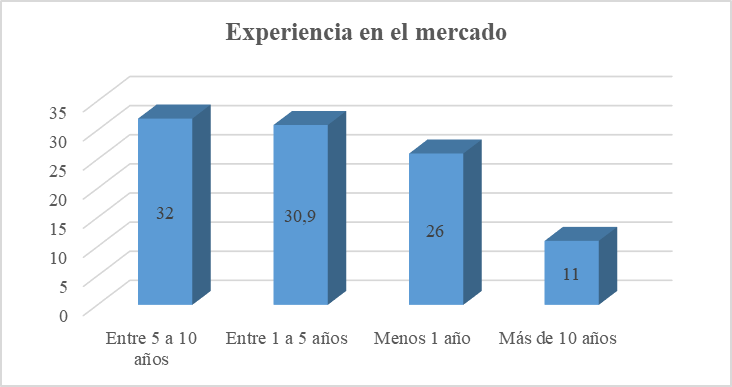 Experiencia en el mercado
35
30
25
20
15
10
5
0
32
30,9
26
11
Entre 5 a 10
años
Entre 1 a 5 años
Menos 1 año
Más de 10 años